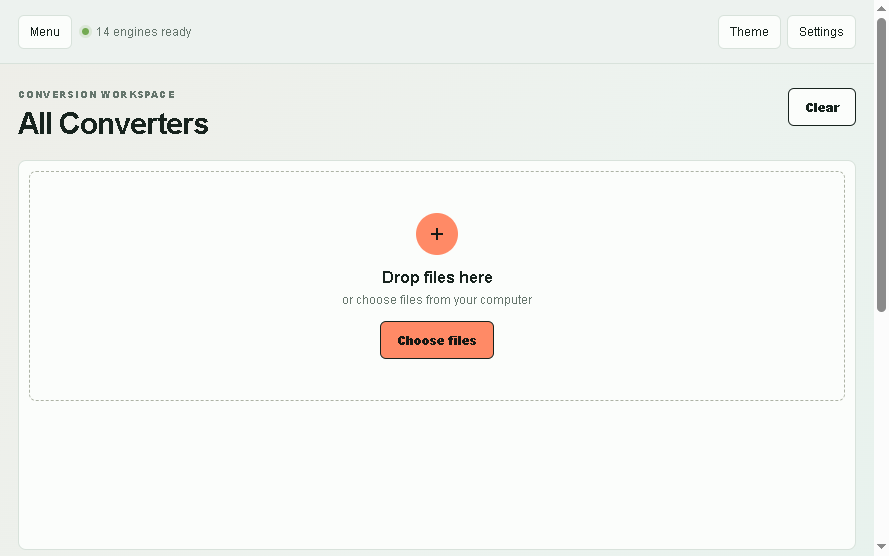 Menu
14 engines ready
Theme
Settings
CONVERSION WORKSPACE
All Converters
Clear
+
Drop files here
or choose files from your computer
Choose files